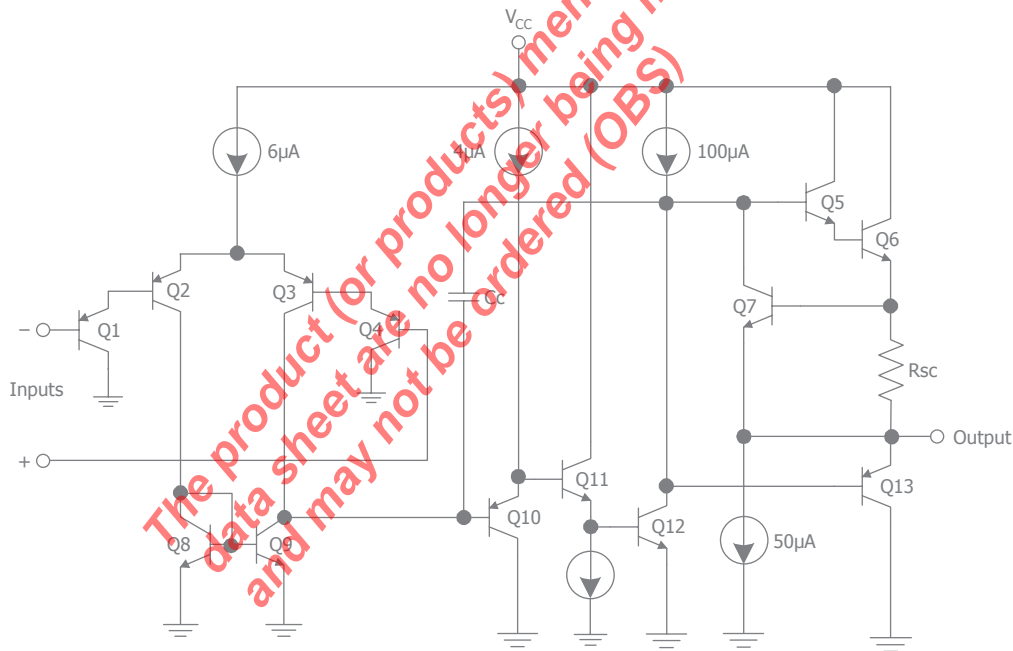 V_CC
6μA
4μA
100μA
Q5
Q6
Q2
Q3
Cc
Q7
−
Q1
Q4
Rsc
Inputs
+
Output
Q11
Q13
Q10
Q12
Q8
Q9
50μA
The product (or products) men
data sheet are no longer being
and may not be ordered (OBS)